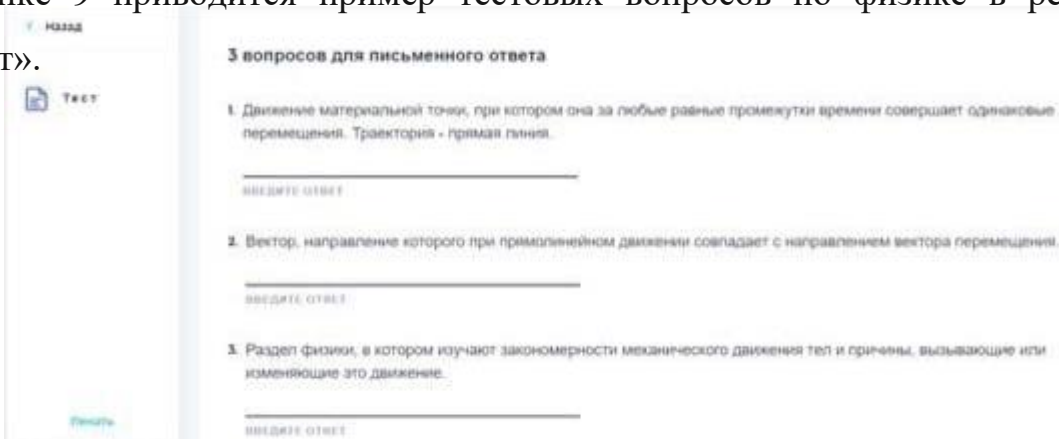 нке 9 приводится пример тестовых вопросов по физике в ре
т».
Назад
Тест
3 вопросов для письменного ответа
1. Движение материальной точки, при котором она за любые равные промежутки времени совершает одинаковые
перемещения. Траектория - прямая линия.
ВВЕДИТЕ ОТВЕТ
2. Вектор, направление которого при прямолинейном движении совпадает с направлением вектора перемещения.
ВВЕДИТЕ ОТВЕТ
3. Раздел физики, в котором изучают закономерности механического движения тел и причины, вызывающие или
изменяющие это движение.
ВВЕДИТЕ ОТВЕТ
Печать